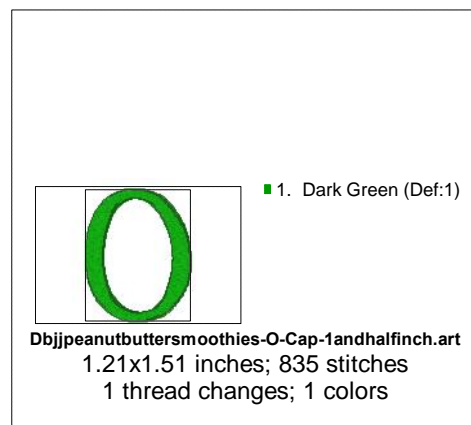 1. Dark Green (Def:1)
O
Dbjjpeanutbuttersmoothies-O-Cap-1andhalfinch.art
1.21x1.51 inches; 835 stitches
1 thread changes; 1 colors